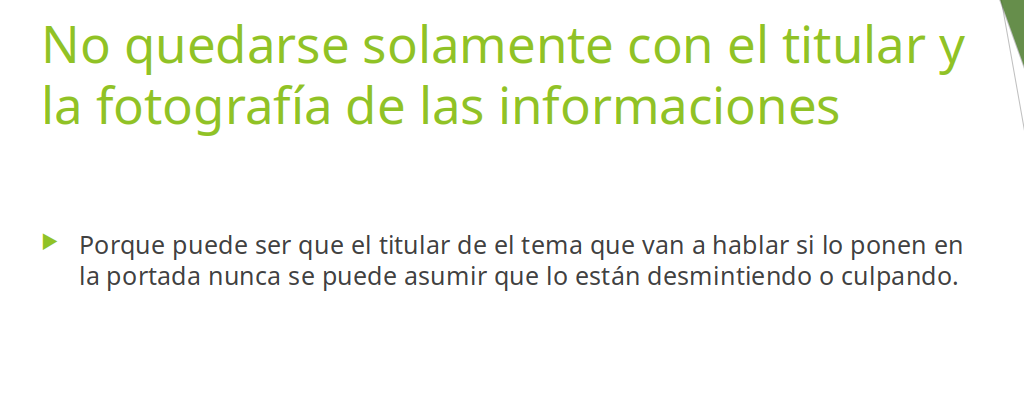 No quedarse solamente con el titular y
la fotografía de las informaciones
Porque puede ser que el titular de el tema que van a hablar si lo ponen en
la portada nunca se puede asumir que lo están desmintiendo o culpando.